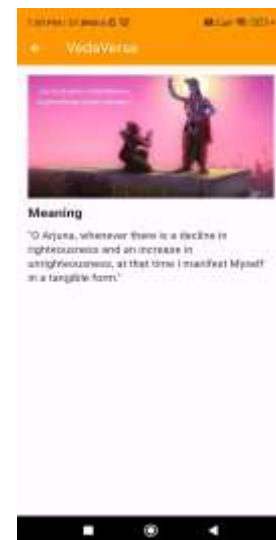 VedaVerse
Meaning
"O Arjuna, whenever there is a decline in
righteousness and an increase in
unrighteousness, at that time I manifest Myself
in a tangible form."